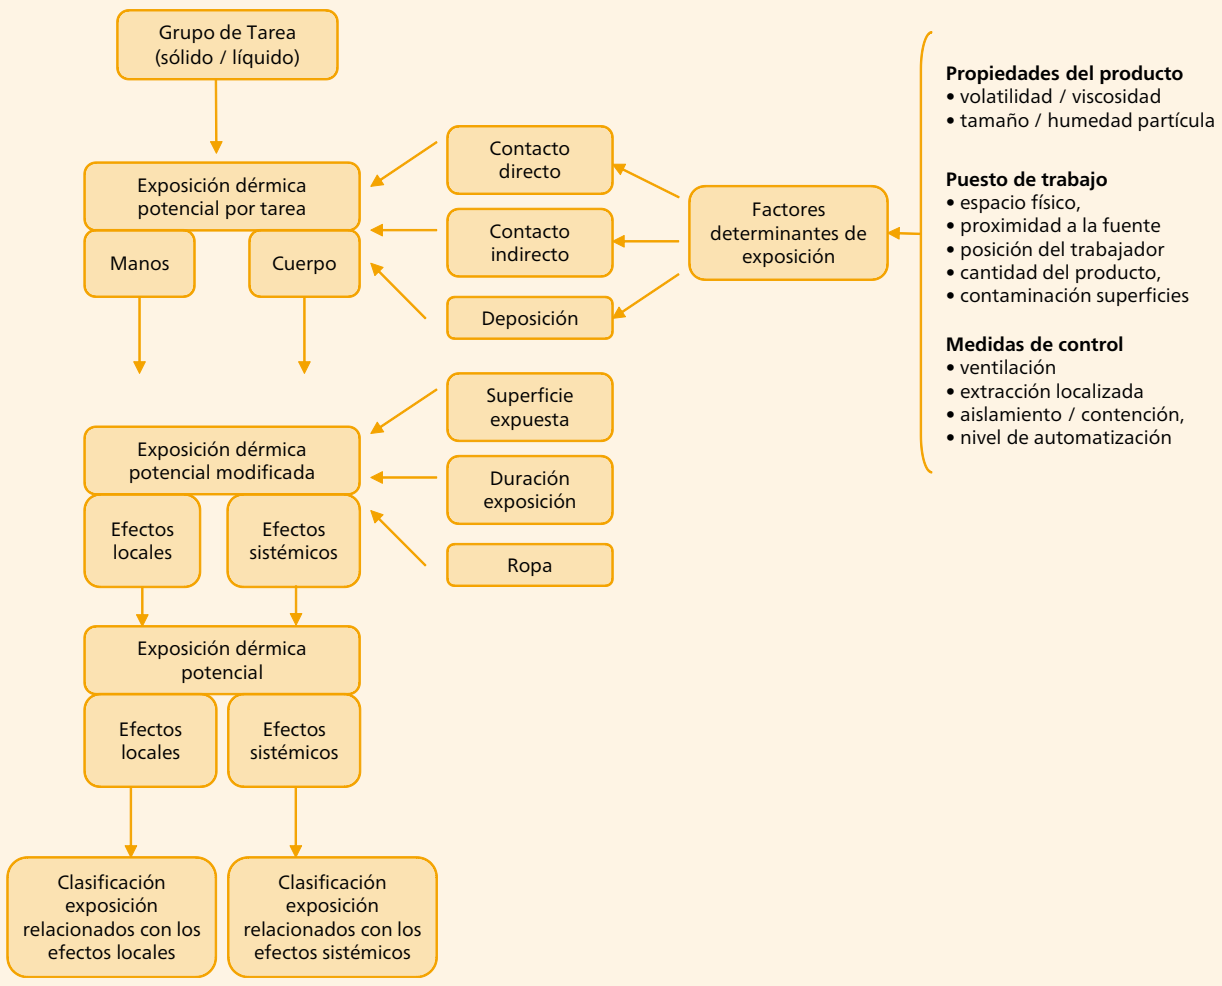 Grupo de Tarea
(sólido / líquido)
Exposición dérmica
potencial por tarea
Manos
Cuerpo
Contacto
directo
Contacto
indirecto
Deposición
Factores
determinantes de
exposición
Propiedades del producto
• volatilidad / viscosidad
• tamaño / humedad partícula
Puesto de trabajo
• espacio físico,
• proximidad a la fuente
• posición del trabajador
• cantidad del producto,
• contaminación superficies
Medidas de control
• ventilación
• extracción localizada
• aislamiento / contención,
• nivel de automatización
Exposición dérmica
potencial modificada
Efectos
locales
Efectos
sistémicos
Superficie
expuesta
Duración
exposición
Ropa
Exposición dérmica
potencial
Efectos
locales
Efectos
sistémicos
Clasificación
exposición
relacionados con los
efectos locales
Clasificación
exposición
relacionados con los
efectos sistémicos